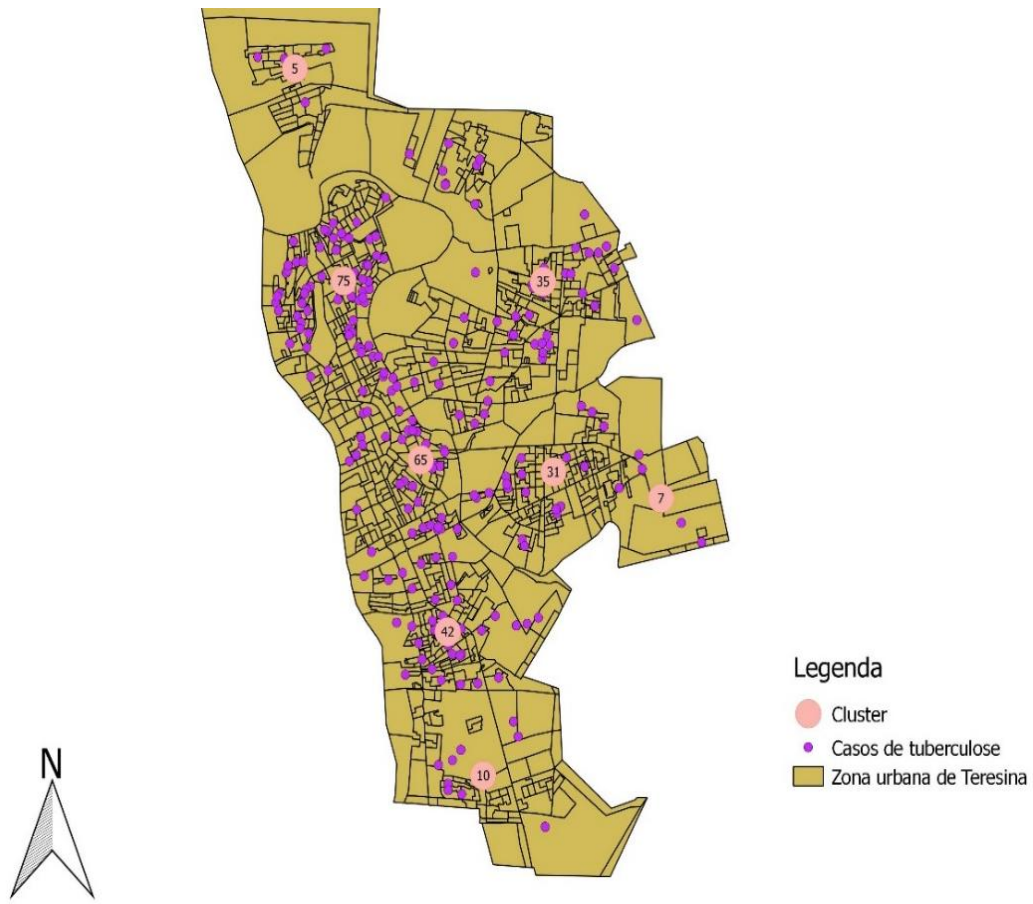 5
75
35
65
31
7
42
10
N
Legenda
Cluster
Casos de tuberculose
Zona urbana de Teresina